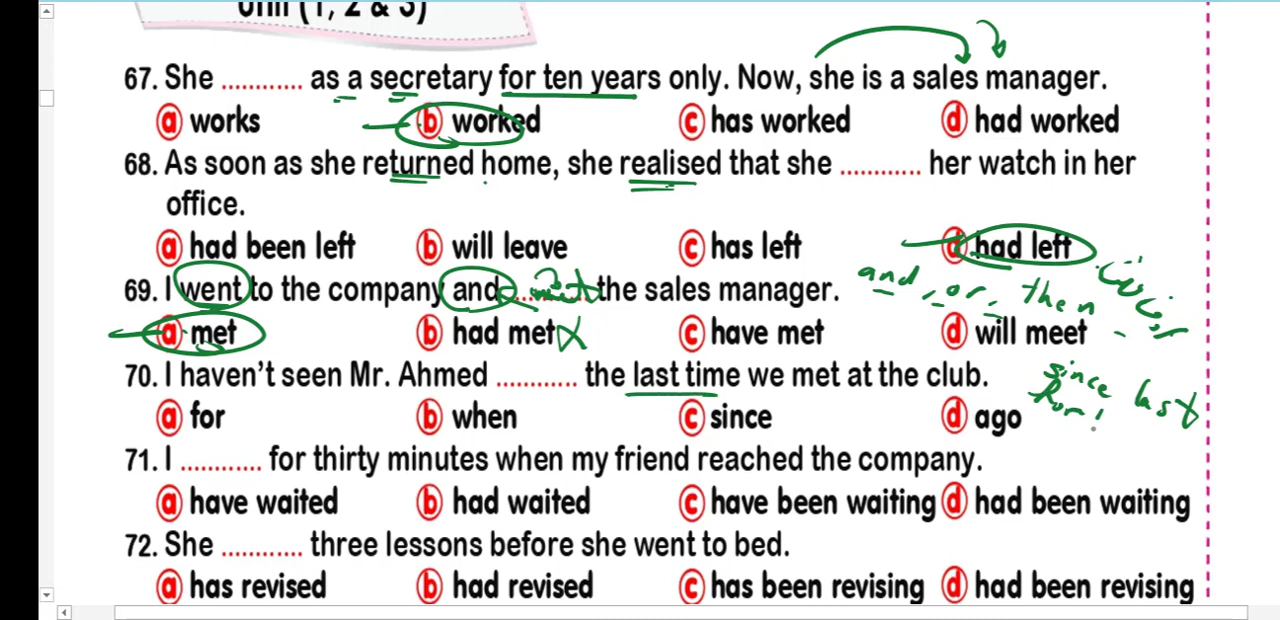 Unit (1, 2 & 3)
67. She ............ as a secretary for ten years only. Now, she is a sales manager.
a works b worked c has worked d had worked
68. As soon as she returned home, she realised that she ............ her watch in her
office.
a had been left b will leave c has left d had left
69. I went to the company and met the sales manager.
and, or, then
a met b had met c have met d will meet
70. I haven't seen Mr. Ahmed ............ the last time we met at the club.
since last
a for b when c since d ago
71. I ............ for thirty minutes when my friend reached the company.
a have waited b had waited c have been waiting d had been waiting
72. She ............ three lessons before she went to bed.
a has revised b had revised c has been revising d had been revising